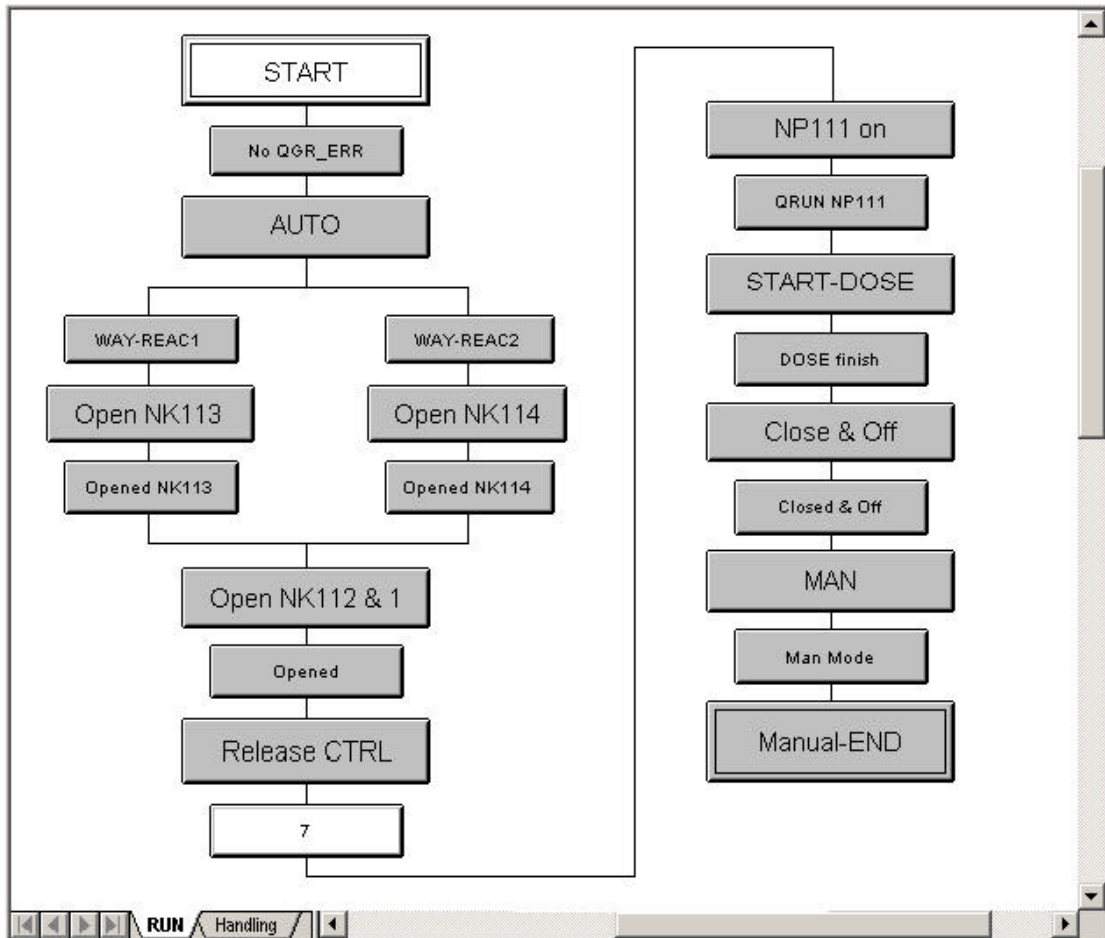 START
No QGR_ERR
AUTO
WAY-REAC1
WAY-REAC2
Open NK113
Open NK114
Opened NK113
Opened NK114
Open NK112 & 1
Opened
Release CTRL
7
NP111 on
QRUN NP111
START-DOSE
DOSE finish
Close & Off
Closed & Off
MAN
Man Mode
Manual-END
RUN
Handling